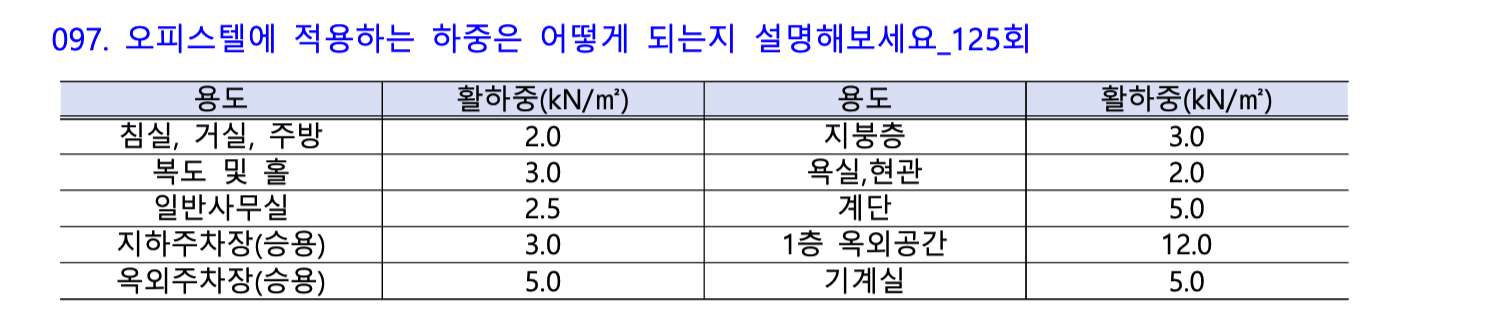 097. 오피스텔에 적용하는 하중은 어떻게 되는지 설명해보세요_125회
용도 활하중(kN/㎡) 용도 활하중(kN/㎡)
침실, 거실, 주방 2.0 지붕층 3.0
복도 및 홀 3.0 욕실,현관 2.0
일반사무실 2.5 계단 5.0
지하주차장(승용) 3.0 1층 옥외공간 12.0
옥외주차장(승용) 5.0 기계실 5.0